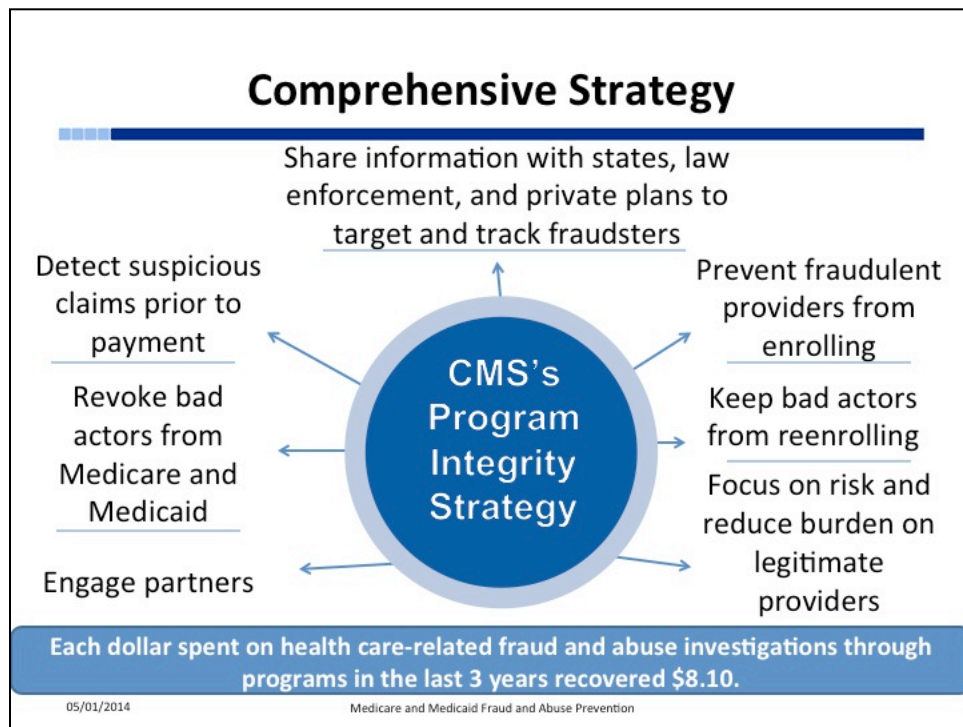 Comprehensive Strategy
Share information with states, law
enforcement, and private plans to
target and track fraudsters
Detect suspicious
claims prior to
payment
Revoke bad
actors from
Medicare and
Medicaid
Engage partners
CMS's
Program
Integrity
Strategy
Prevent fraudulent
providers from
enrolling
Keep bad actors
from reenrolling
Focus on risk and
reduce burden on
legitimate
providers
Each dollar spent on health care-related fraud and abuse investigations through
programs in the last 3 years recovered $8.10.
05/01/2014
Medicare and Medicaid Fraud and Abuse Prevention